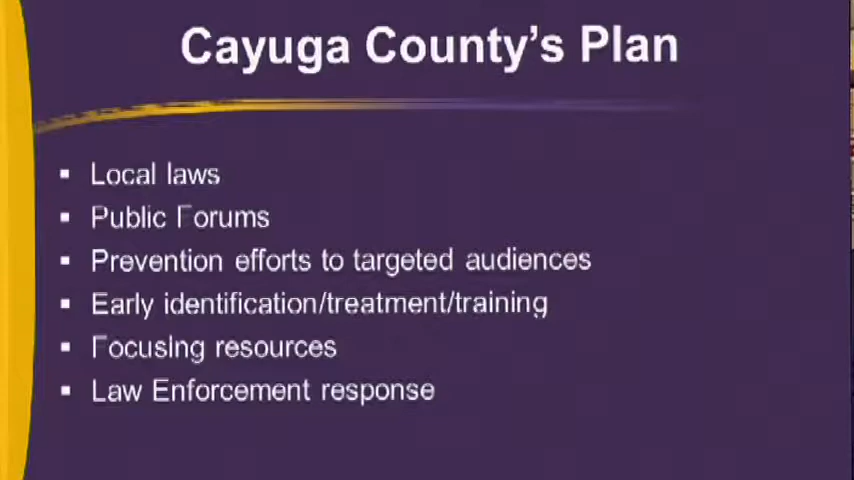 Cayuga County's Plan
▪ Local laws
▪ Public Forums
▪ Prevention efforts to targeted audiences
▪ Early identification/treatment/training
▪ Focusing resources
▪ Law Enforcement response